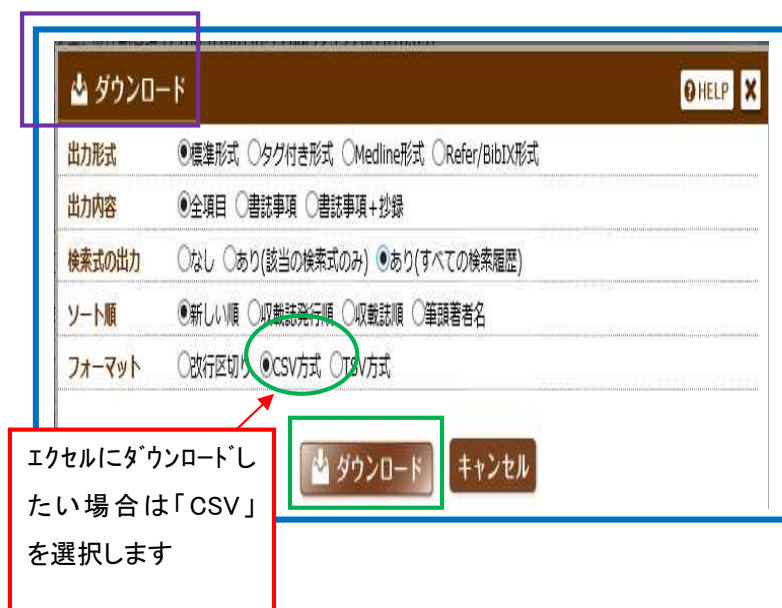 ダウンロード
HELP X
出力形式 ◉標準形式 ○タグ付き形式 ○Medline形式 ○Refer/BibIX形式
出力内容 ◉全項目 ○書誌事項 ○書誌事項+抄録
検索式の出力 ○なし ○あり(該当の検索式のみ) ◉あり(すべての検索履歴)
ソート順 ◉新しい順 ○収載誌発行順 ○収載誌順 ○筆頭著者名
フォーマット ○改行区切り ◉CSV方式 ○TSV方式
ダウンロード キャンセル
ｴｸｾﾙにﾀﾞｳﾝﾛｰﾄﾞし
たい場合は「CSV」
を選択します